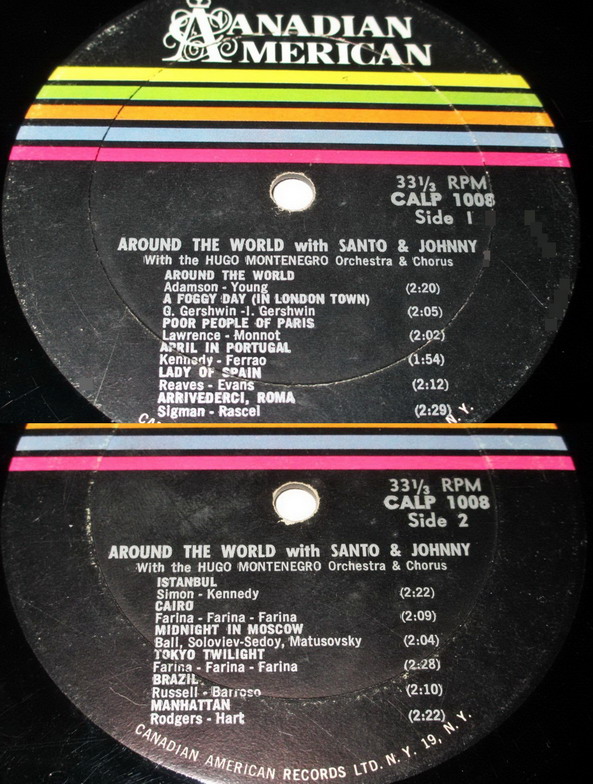 CANADIAN
AMERICAN
33⅓ RPM
CALP 1008
Side 1
AROUND THE WORLD with SANTO & JOHNNY
With the HUGO MONTENEGRO Orchestra & Chorus
AROUND THE WORLD
Adamson - Young (2:20)
A FOGGY DAY (IN LONDON TOWN)
G. Gershwin - I. Gershwin (2:05)
POOR PEOPLE OF PARIS
Lawrence - Monnot (2:02)
APRIL IN PORTUGAL
Kennedy - Ferrao (1:54)
LADY OF SPAIN
Reaves - Evans (2:12)
ARRIVEDERCI, ROMA
Sigman - Rascel (2:29)
N. Y.
33⅓ RPM
CALP 1008
Side 2
AROUND THE WORLD with SANTO & JOHNNY
With the HUGO MONTENEGRO Orchestra & Chorus
ISTANBUL
Simon - Kennedy (2:22)
CAIRO
Farina - Farina - Farina (2:09)
MIDNIGHT IN MOSCOW
Ball, Soloviev-Sedoy, Matusovsky (2:04)
TOKYO TWILIGHT
Farina - Farina - Farina (2:28)
BRAZIL
Russell - Barroso (2:10)
MANHATTAN
Rodgers - Hart (2:22)
CANADIAN AMERICAN RECORDS LTD. N. Y. 19, N. Y.